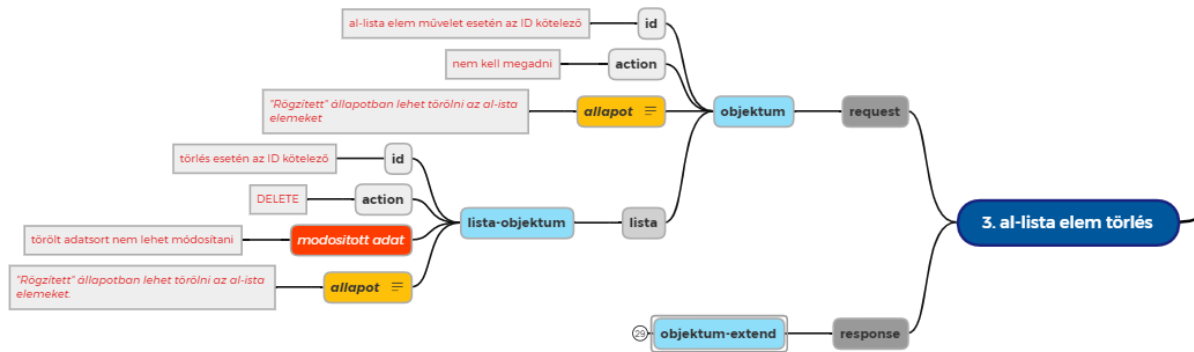 al-lista elem művelet esetén az ID kötelező
id
nem kell megadni
action
"Rögzített" állapotban lehet törölni az al-ista
elemeket
allapot
objektum
request
törlés esetén az ID kötelező
id
DELETE
action
lista-objektum
lista
3. al-lista elem törlés
törölt adatsort nem lehet módosítani
modositott adat
"Rögzített" állapotban lehet törölni az al-ista
elemeket.
allapot
29
objektum-extend
response